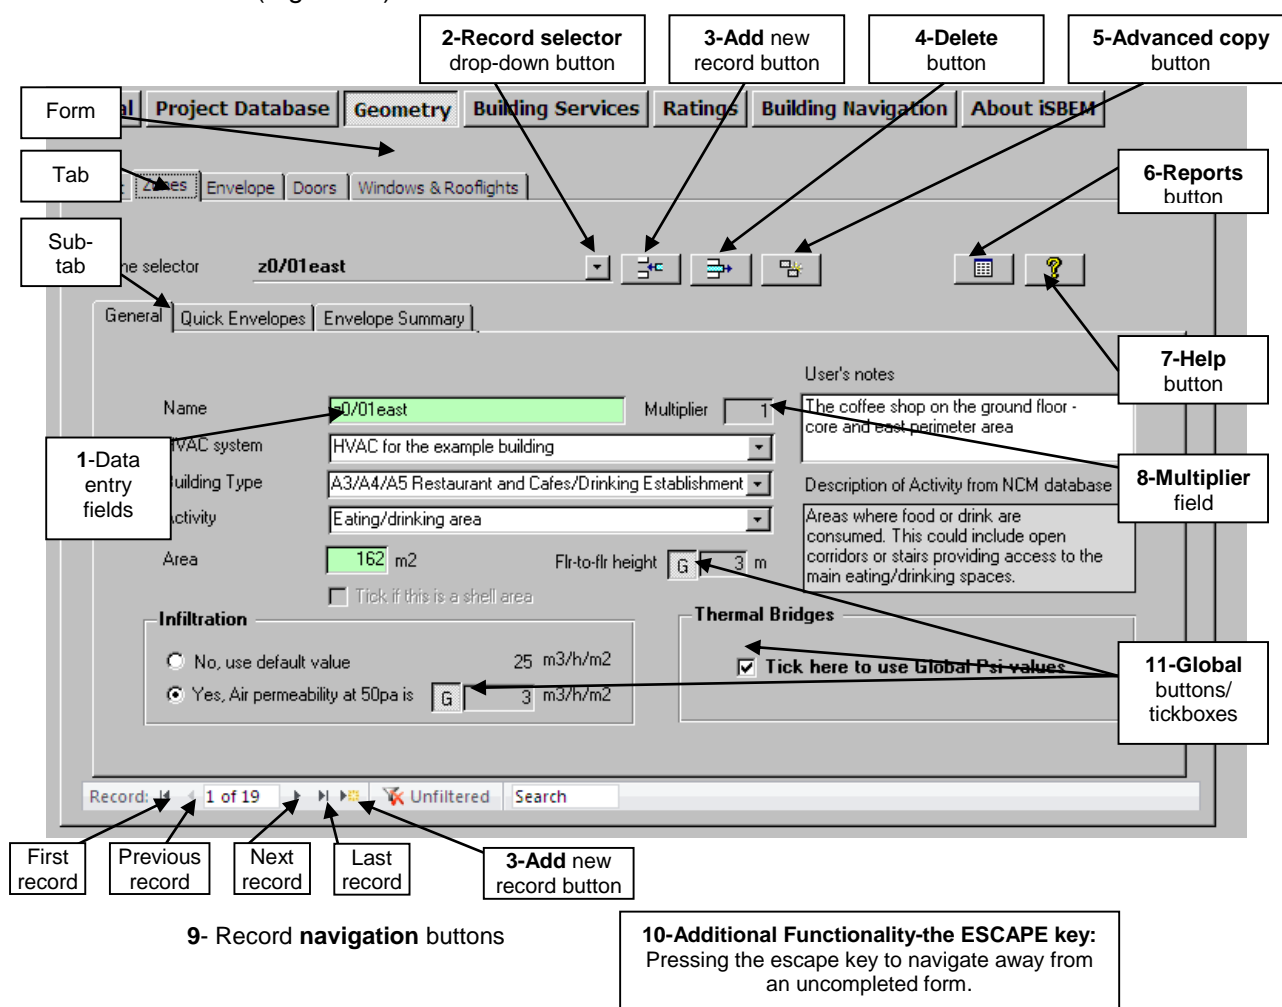 2-Record selector
drop-down button
3-Add new
record button
4-Delete
button
5-Advanced copy
button
Form
Project Database
Geometry
Building Services
Ratings
Building Navigation
About iSBEM
Tab
Zones
Envelope
Doors
Windows & Rooflights
6-Reports
button
Sub-
tab
selector
z0/01east
General
Quick Envelopes
Envelope Summary
7-Help
button
User's notes
Name
z0/01east
Multiplier
1
The coffee shop on the ground floor -
core and east perimeter area
HVAC system
HVAC for the example building
1-Data
entry
fields
Building Type
A3/A4/A5 Restaurant and Cafes/Drinking Establishment
Description of Activity from NCM database
8-Multiplier
field
Activity
Eating/drinking area
Areas where food or drink are
consumed. This could include open
corridors or stairs providing access to the
main eating/drinking spaces.
Area
162 m2
Flr-to-flr height
G
3 m
Tick if this is a shell area
Infiltration
Thermal Bridges
No, use default value
25 m3/h/m2
Tick here to use Global Psi values
Yes, Air permeability at 50pa is
G
3 m3/h/m2
11-Global
buttons/
tickboxes
Record:
1 of 19
Unfiltered
Search
First
record
Previous
record
Next
record
Last
record
3-Add new
record button
9- Record navigation buttons
10-Additional Functionality-the ESCAPE key:
Pressing the escape key to navigate away from
an uncompleted form.